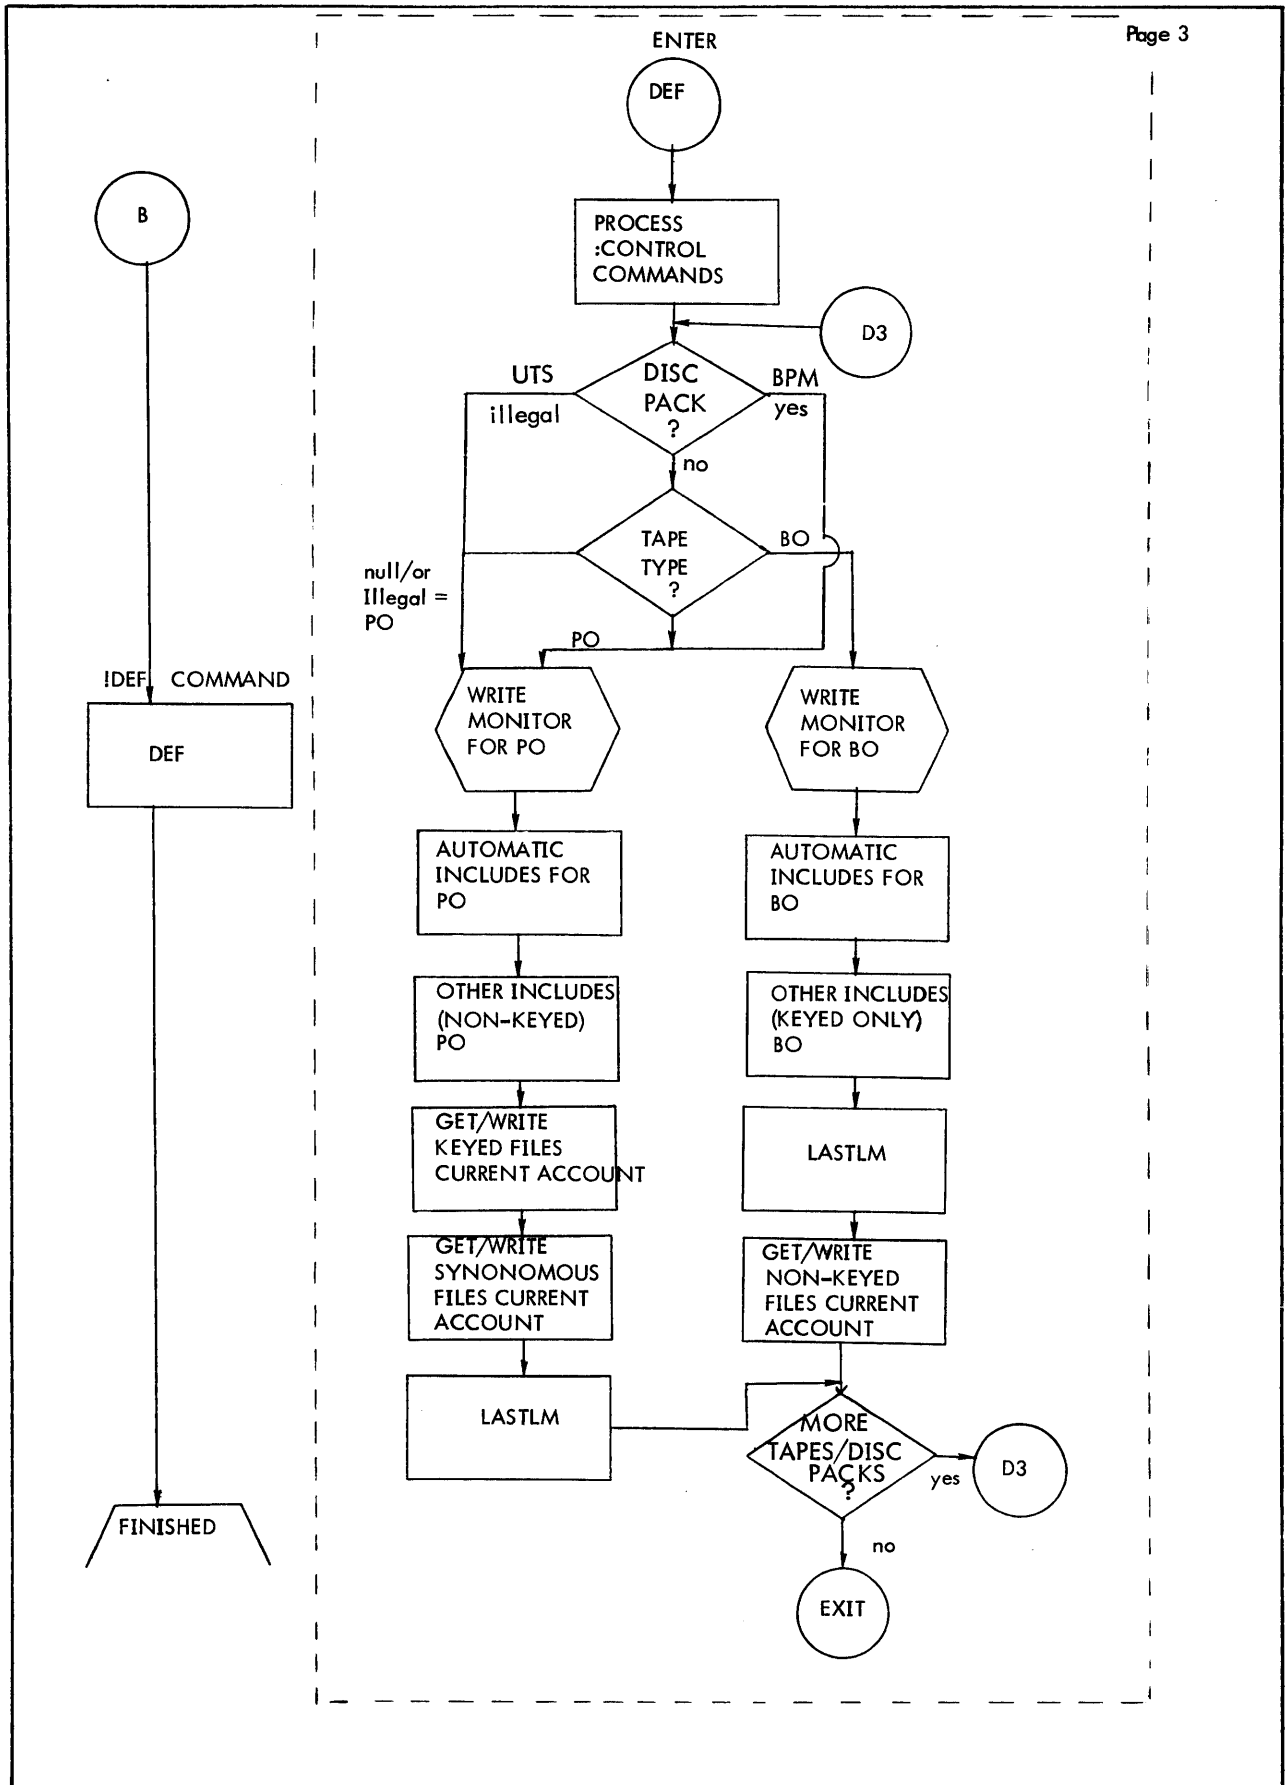 Page 3
ENTER
DEF
B
PROCESS
:CONTROL
COMMANDS
D3
UTS
illegal
DISC
PACK
?
BPM
yes
no
TAPE
TYPE
?
BO
null/or
Illegal =
PO
PO
!DEF COMMAND
DEF
WRITE
MONITOR
FOR PO
WRITE
MONITOR
FOR BO
AUTOMATIC
INCLUDES FOR
PO
AUTOMATIC
INCLUDES FOR
BO
OTHER INCLUDES
(NON-KEYED)
PO
OTHER INCLUDES
(KEYED ONLY)
BO
GET/WRITE
KEYED FILES
CURRENT ACCOUNT
LASTLM
GET/WRITE
SYNONOMOUS
FILES CURRENT
ACCOUNT
GET/WRITE
NON-KEYED
FILES CURRENT
ACCOUNT
LASTLM
MORE
TAPES/DISC
PACKS
?
yes
D3
no
EXIT
FINISHED